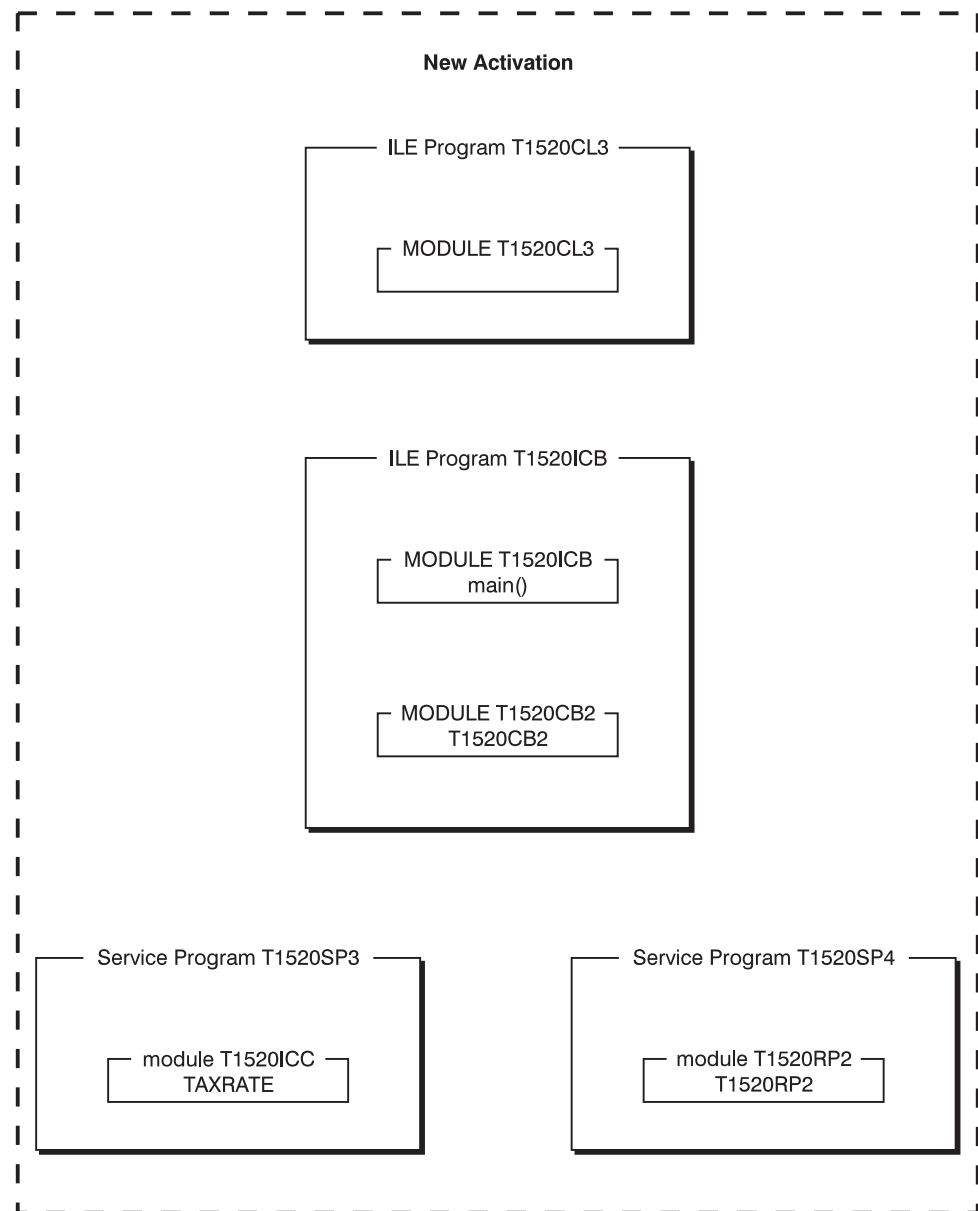 New Activation
ILE Program T1520CL3
MODULE T1520CL3
ILE Program T1520ICB
MODULE T1520ICB
main()
MODULE T1520CB2
T1520CB2
Service Program T1520SP3
module T1520ICC
TAXRATE
Service Program T1520SP4
module T1520RP2
T1520RP2